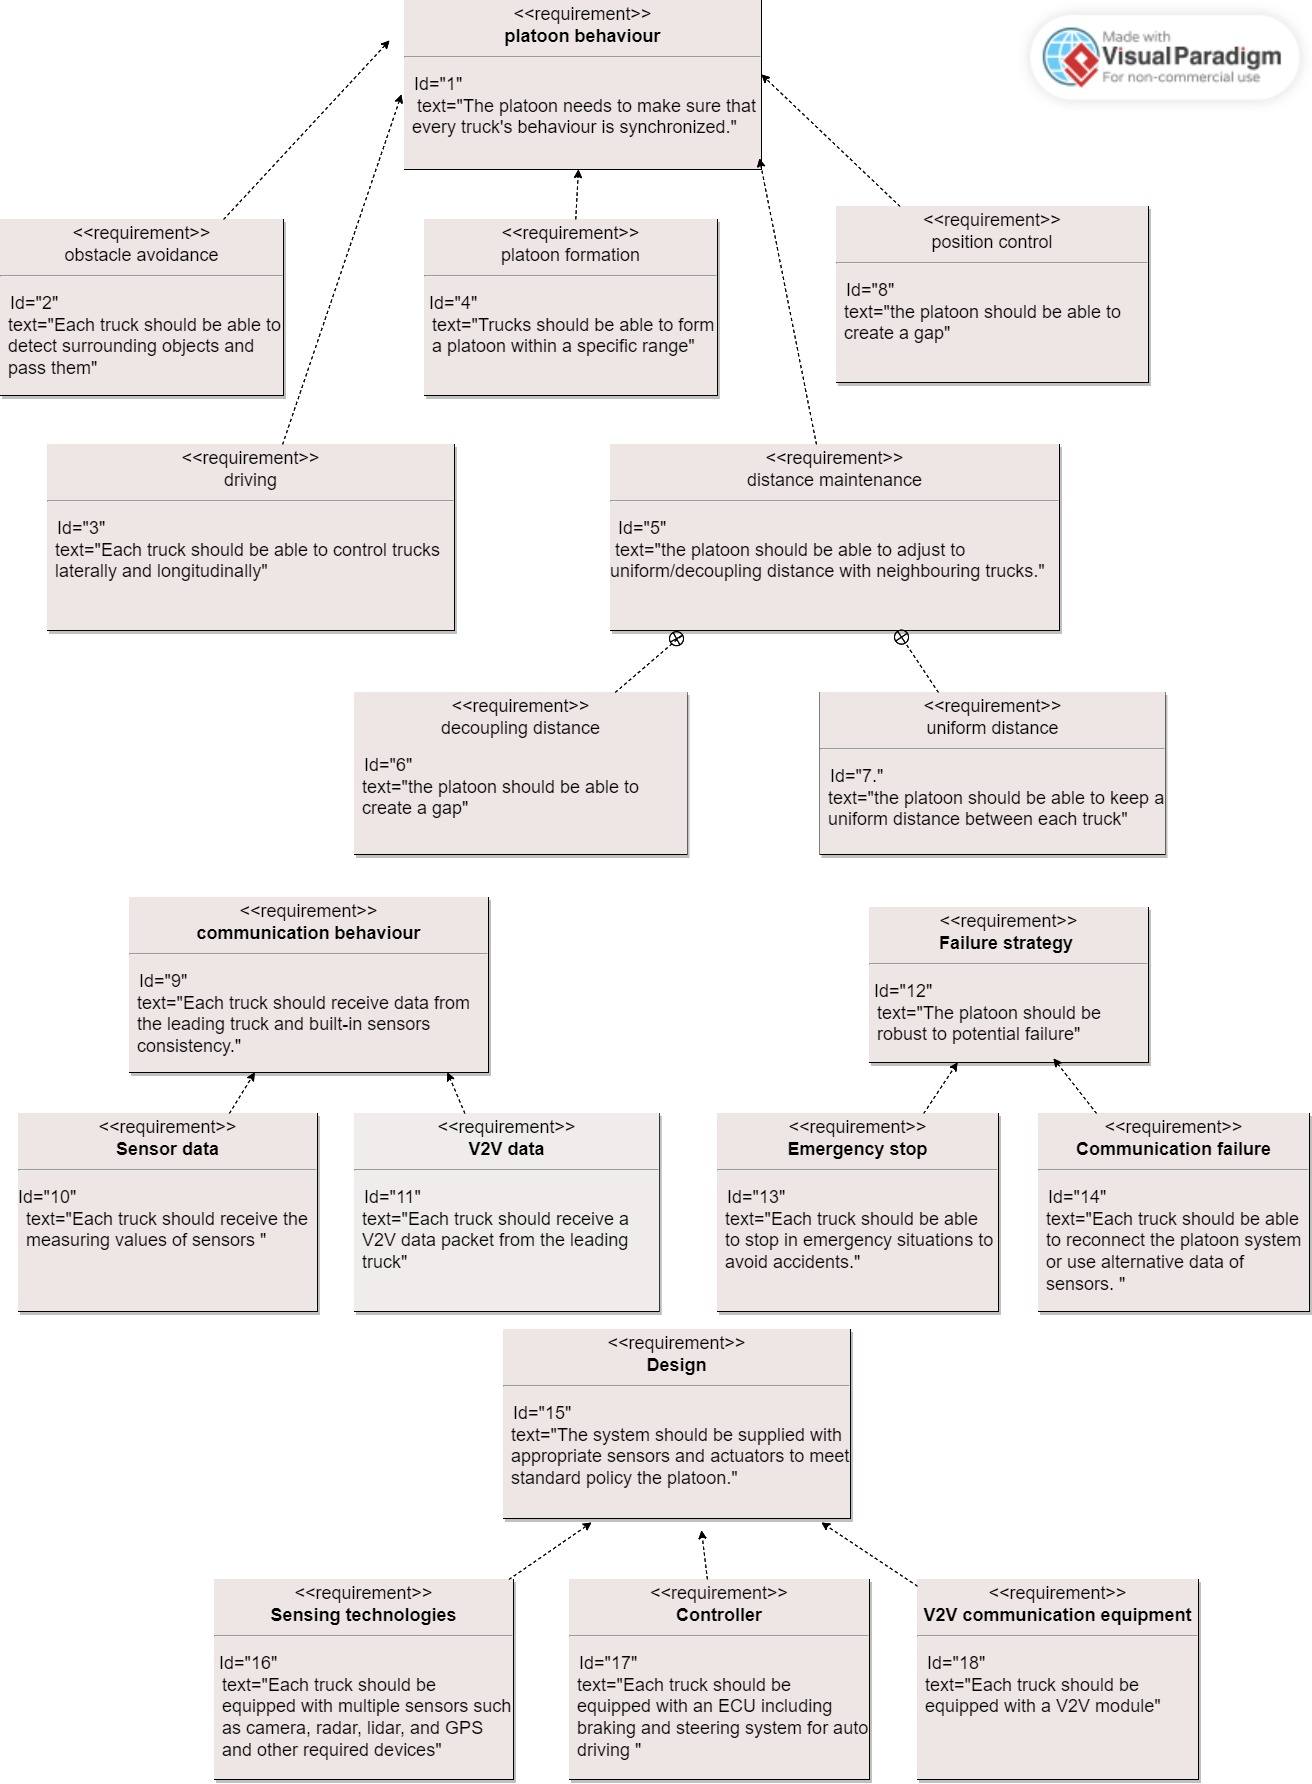 <<requirement>>
platoon behaviour
Id="1"
text="The platoon needs to make sure that
every truck's behaviour is synchronized."
Made with
Visual Paradigm
For non-commercial use
<<requirement>>
obstacle avoidance
Id="2"
text="Each truck should be able to
detect surrounding objects and
pass them"
<<requirement>>
platoon formation
Id="4"
text="Trucks should be able to form
a platoon within a specific range"
<<requirement>>
position control
Id="8"
text="the platoon should be able to
create a gap"
<<requirement>>
driving
Id="3"
text="Each truck should be able to control trucks
laterally and longitudinally"
<<requirement>>
distance maintenance
Id="5"
text="the platoon should be able to adjust to
uniform/decoupling distance with neighbouring trucks."
<<requirement>>
decoupling distance
Id="6"
text="the platoon should be able to
create a gap"
<<requirement>>
uniform distance
Id="7."
text="the platoon should be able to keep a
uniform distance between each truck"
<<requirement>>
communication behaviour
Id="9"
text="Each truck should receive data from
the leading truck and built-in sensors
consistency."
<<requirement>>
Failure strategy
Id="12"
text="The platoon should be
robust to potential failure"
<<requirement>>
Sensor data
Id="10"
text="Each truck should receive the
measuring values of sensors "
<<requirement>>
V2V data
Id="11"
text="Each truck should receive a
V2V data packet from the leading
truck"
<<requirement>>
Emergency stop
Id="13"
text="Each truck should be able
to stop in emergency situations to
avoid accidents."
<<requirement>>
Communication failure
Id="14"
text="Each truck should be able
to reconnect the platoon system
or use alternative data of
sensors. "
<<requirement>>
Design
Id="15"
text="The system should be supplied with
appropriate sensors and actuators to meet
standard policy the platoon."
<<requirement>>
Sensing technologies
Id="16"
text="Each truck should be
equipped with multiple sensors such
as camera, radar, lidar, and GPS
and other required devices"
<<requirement>>
Controller
Id="17"
text="Each truck should be
equipped with an ECU including
braking and steering system for auto
driving "
<<requirement>>
V2V communication equipment
Id="18"
text="Each truck should be
equipped with a V2V module"